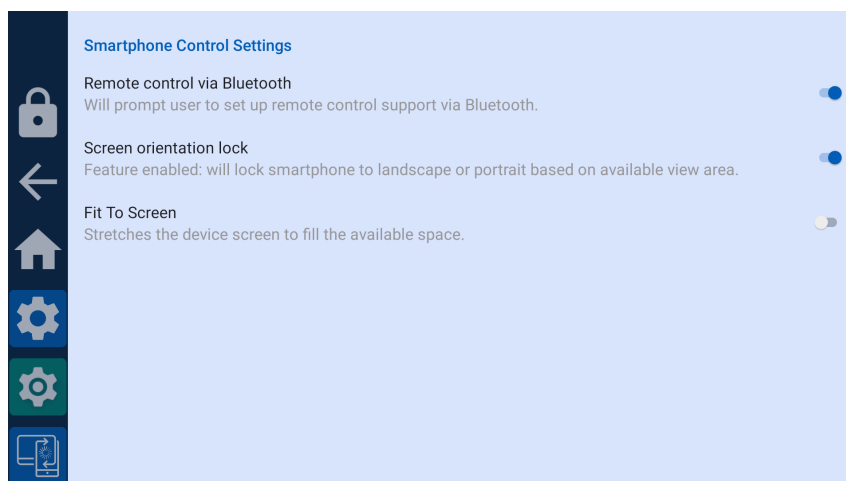 Smartphone Control Settings
Remote control via Bluetooth
Will prompt user to set up remote control support via Bluetooth.
Screen orientation lock
Feature enabled: will lock smartphone to landscape or portrait based on available view area.
Fit To Screen
Stretches the device screen to fill the available space.